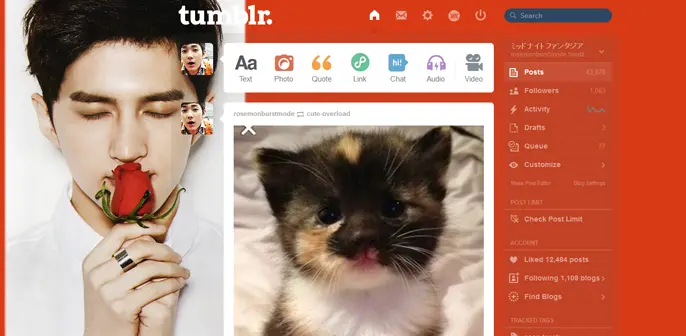 tumblr.
Search
Aa
hi!
Text
Photo
Quote
Link
Chat
Audio
Video
rosemonburstmode cute-overload
ミッドナイト ファンタジア
Posts
43,876
Followers
1,063
Activity
Drafts
3
Queue
77
Customize
Mass Post Editor
Blog Settings
POST LIMIT
Check Post Limit
ACCOUNT
Liked 12,484 posts
Following 1,108 blogs
Find Blogs
TRACKED TAGS